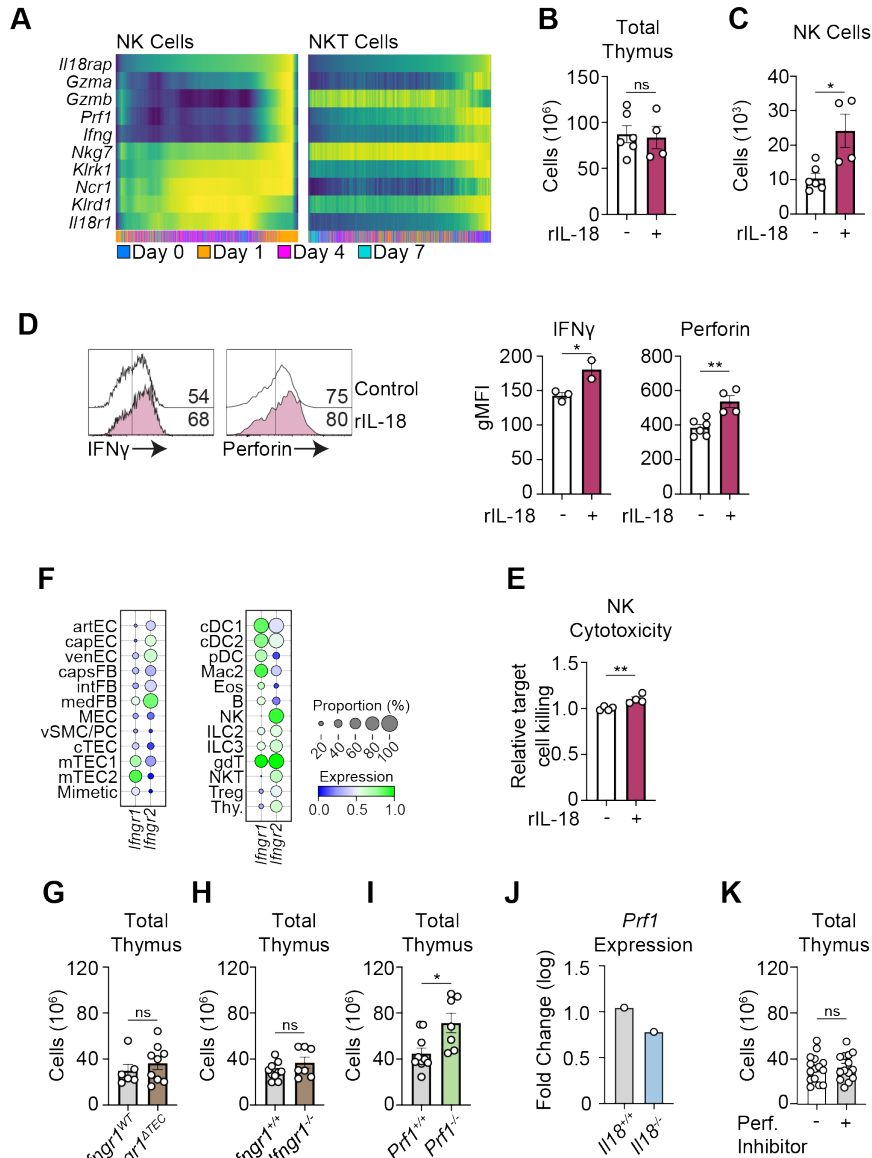 A
NK Cells
NKT Cells
Il18rap
Gzma
Gzmb
Prf1
Ifng
Nkg7
Klrk1
Ncr1
Klrd1
Il18r1
Day 0
Day 1
Day 4
Day 7
B
Total
Thymus
Cells (10⁶)
150
100
50
0
ns
rIL-18
-
+
C
NK Cells
Cells (10³)
40
30
20
10
0
*
rIL-18
-
+
D
54
68
IFNγ
75
80
Perforin
Control
rIL-18
IFNγ
gMFI
200
150
100
50
0
*
rIL-18
-
+
Perforin
800
600
400
200
0
**
rIL-18
-
+
F
artEC
capEC
venEC
capsFB
intFB
medFB
MEC
vSMC/PC
cTEC
mTEC1
mTEC2
Mimetic
Ifngr1
Ifngr2
cDC1
cDC2
pDC
Mac2
Eos
B
NK
ILC2
ILC3
gdT
NKT
Treg
Thy.
Ifngr1
Ifngr2
Proportion (%)
20
40
60
80
100
Expression
0.0
0.5
1.0
E
NK
Cytotoxicity
Relative target
cell killing
1.5
1.0
0.5
0
**
rIL-18
-
+
G
Total
Thymus
Cells (10⁶)
120
80
40
0
ns
fngr1ᵂᵀ
gr1ᐃᵀᴱᶜ
H
Total
Thymus
Cells (10⁶)
120
80
40
0
ns
fngr1⁺/⁺
Ifngr1⁻/⁻
I
Total
Thymus
Cells (10⁶)
120
80
40
0
*
Prf1⁺/⁺
Prf1⁻/⁻
J
Prf1
Expression
Fold Change (log)
1.5
1.0
0.5
0
Il18⁺/⁺
Il18⁻/⁻
K
Total
Thymus
Cells (10⁶)
120
80
40
0
ns
Perf.
Inhibitor
-
+